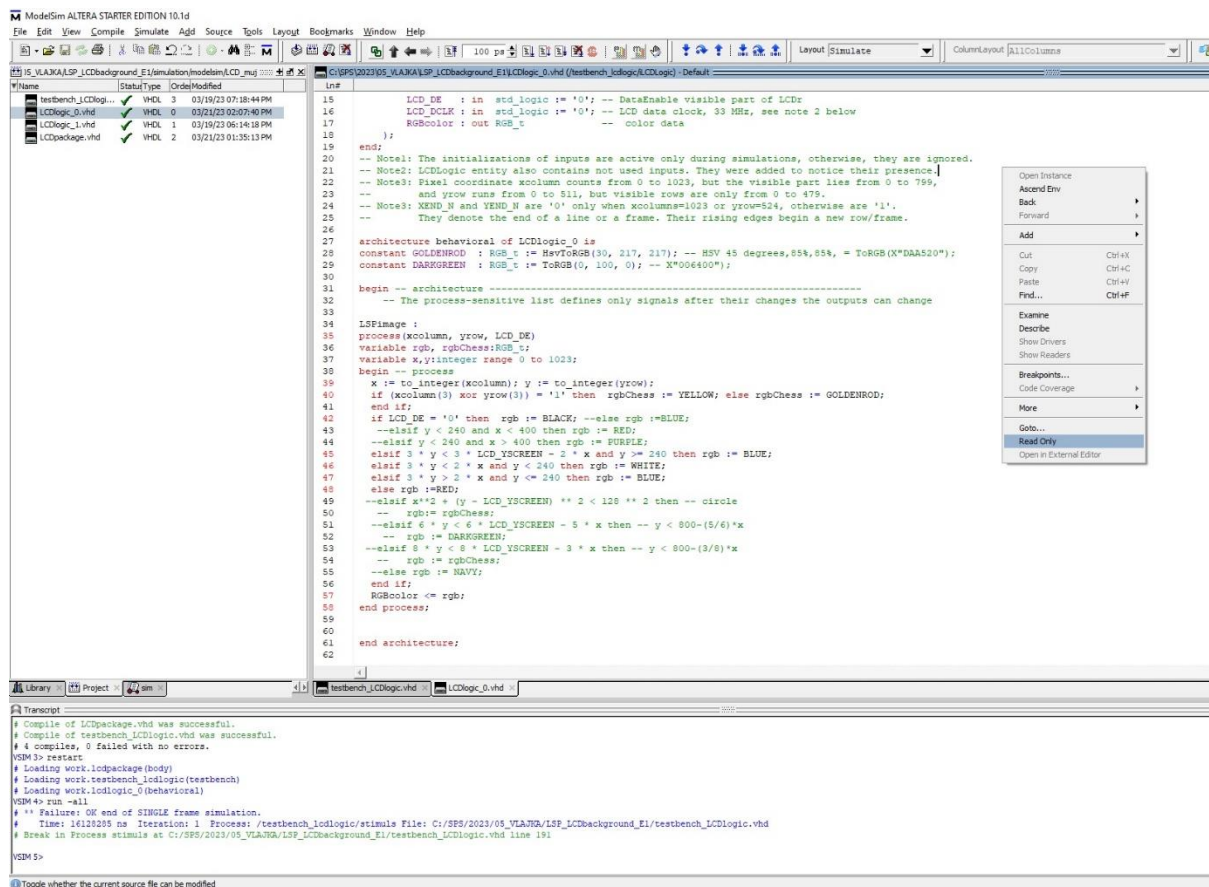 ModelSim ALTERA STARTER EDITION 10.1d
File Edit View Compile Simulate Add Source Tools Layout Bookmarks Window Help
100 ps Layout Simulate ColumnLayout AllColumns
C:/SPS/2023/05_VLAJKA/LSP_LCDbackground_E1/LCDlogic_0.vhd (/testbench_lcdlogic/iLCDLogic) - Default
Name Status Type Order Modified
testbench_LCDlogi... VHDL 3 03/19/23 07:18:44 PM
LCDlogic_0.vhd VHDL 0 03/21/23 02:07:40 PM
LCDlogic_1.vhd VHDL 1 03/19/23 06:14:18 PM
LCDpackage.vhd VHDL 2 03/21/23 01:35:13 PM
Ln#
15 LCD_DE : in std_logic := '0'; -- DataEnable visible part of LCDr
16 LCD_DCLK : in std_logic := '0'; -- LCD data clock, 33 MHz, see note 2 below
17 RGBcolor : out RGB_t -- color data
18 );
19 end;
20 -- Note1: The initializations of inputs are active only during simulations, otherwise, they are ignored.
21 -- Note2: LCDLogic entity also contains not used inputs. They were added to notice their presence.
22 -- Note3: Pixel coordinate xcolumn counts from 0 to 1023, but the visible part lies from 0 to 799,
23 -- and yrow runs from 0 to 511, but visible rows are only from 0 to 479.
24 -- Note3: XEND_N and YEND_N are '0' only when xcolumns=1023 or yrow=524, otherwise are '1'.
25 -- They denote the end of a line or a frame. Their rising edges begin a new row/frame.
26
27 architecture behavioral of LCDlogic_0 is
28 constant GOLDENROD : RGB_t := HsvToRGB(30, 217, 217); -- HSV 45 degrees,85%,85%, = ToRGB(X"DAA520");
29 constant DARKGREEN : RGB_t := ToRGB(0, 100, 0); -- X"006400");
30
31 begin -- architecture
32 -- The process-sensitive list defines only signals after their changes the outputs can change
33
34 LSPimage :
35 process(xcolumn, yrow, LCD_DE)
36 variable rgb, rgbChess:RGB_t;
37 variable x,y:integer range 0 to 1023;
38 begin -- process
39 x := to_integer(xcolumn); y := to_integer(yrow);
40 if (xcolumn(3) xor yrow(3)) = '1' then rgbChess := YELLOW; else rgbChess := GOLDENROD;
41 end if;
42 if LCD_DE = '0' then rgb := BLACK; --else rgb :=BLUE;
43 --elsif y < 240 and x < 400 then rgb := RED;
44 --elsif y < 240 and x > 400 then rgb := PURPLE;
45 elsif 3 * y < 3 * LCD_YSCREEN - 2 * x and y >= 240 then rgb := BLUE;
46 elsif 3 * y < 2 * x and y < 240 then rgb := WHITE;
47 elsif 3 * y > 2 * x and y <= 240 then rgb := BLUE;
48 else rgb :=RED;
49 --elsif x**2 + (y - LCD_YSCREEN) ** 2 < 128 ** 2 then -- circle
50 -- rgb:= rgbChess;
51 --elsif 6 * y < 6 * LCD_YSCREEN - 5 * x then -- y < 800-(5/6)*x
52 -- rgb := DARKGREEN;
53 --elsif 8 * y < 8 * LCD_YSCREEN - 3 * x then -- y < 800-(3/8)*x
54 -- rgb := rgbChess;
55 --else rgb := NAVY;
56 end if;
57 RGBcolor <= rgb;
58 end process;
59
60
61 end architecture;
62
Open Instance
Ascend Env
Back
Forward
Add
Cut Ctrl+X
Copy Ctrl+C
Paste Ctrl+V
Find... Ctrl+F
Examine
Describe
Show Drivers
Show Readers
Breakpoints...
Code Coverage
More
Goto...
Read Only
Open in External Editor
Library Project sim testbench_LCDlogic.vhd LCDlogic_0.vhd
Transcript
# Compile of LCDpackage.vhd was successful.
# Compile of testbench_LCDlogic.vhd was successful.
# 4 compiles, 0 failed with no errors.
VSIM 3> restart
# Loading work.lcdpackage(body)
# Loading work.testbench_lcdlogic(testbench)
# Loading work.lcdlogic_0(behavioral)
VSIM 4> run -all
# ** Failure: OK end of SINGLE frame simulation.
# Time: 16128285 ns Iteration: 1 Process: /testbench_lcdlogic/stimuls File: C:/SPS/2023/05_VLAJKA/LSP_LCDbackground_E1/testbench_LCDlogic.vhd
# Break in Process stimuls at C:/SPS/2023/05_VLAJKA/LSP_LCDbackground_E1/testbench_LCDlogic.vhd line 191
VSIM 5>
Toggle whether the current source file can be modified